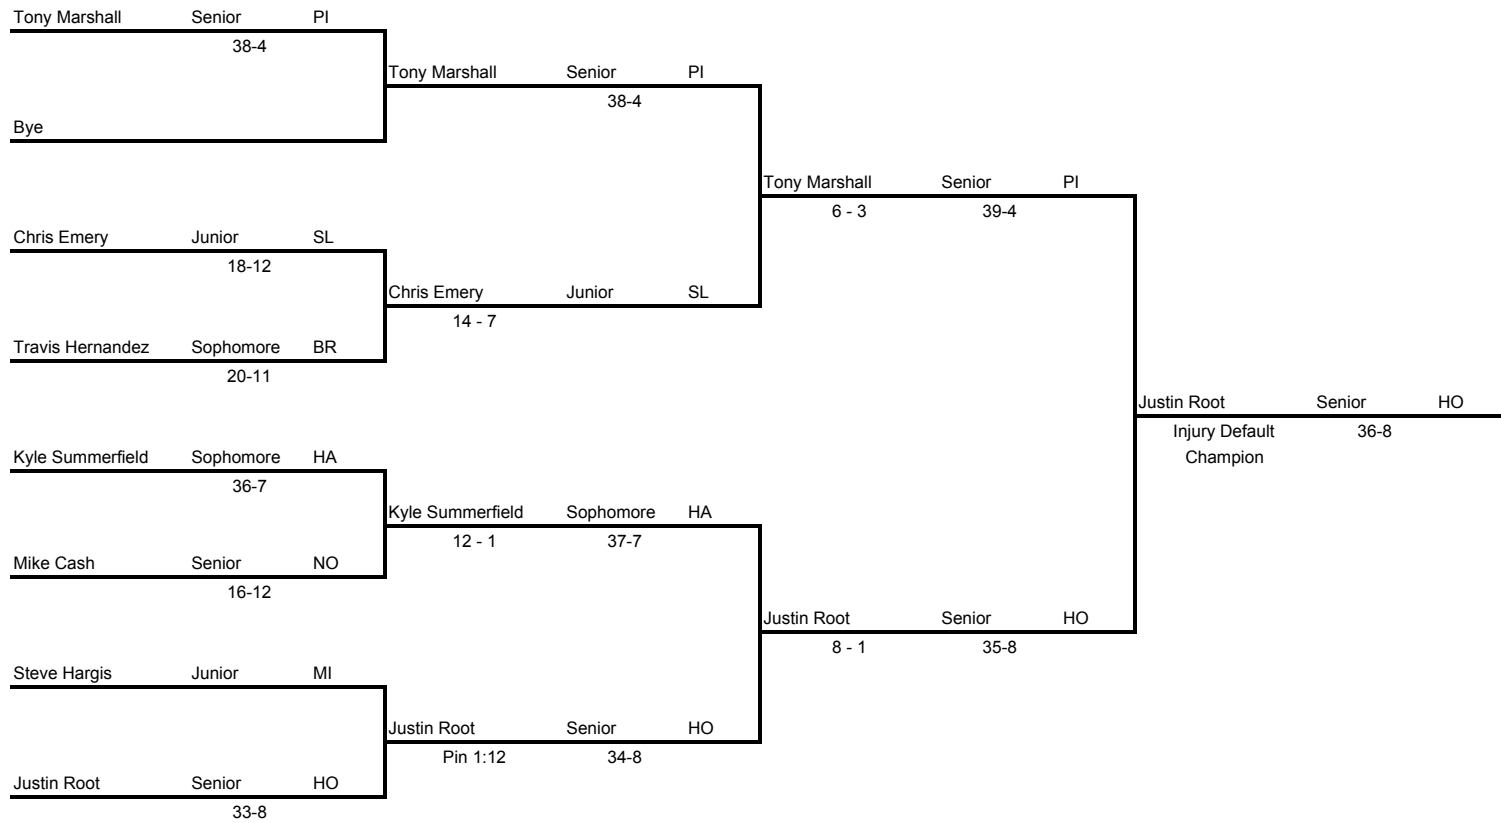 Tony Marshall Senior PI
38-4
Tony Marshall Senior PI
38-4
Bye
Tony Marshall Senior PI
6 - 3 39-4
Chris Emery Junior SL
18-12
Chris Emery Junior SL
14 - 7
Travis Hernandez Sophomore BR
20-11
Justin Root Senior HO
Injury Default 36-8
Champion
Kyle Summerfield Sophomore HA
36-7
Kyle Summerfield Sophomore HA
12 - 1 37-7
Mike Cash Senior NO
16-12
Justin Root Senior HO
8 - 1 35-8
Steve Hargis Junior MI
Justin Root Senior HO
Pin 1:12 34-8
Justin Root Senior HO
33-8